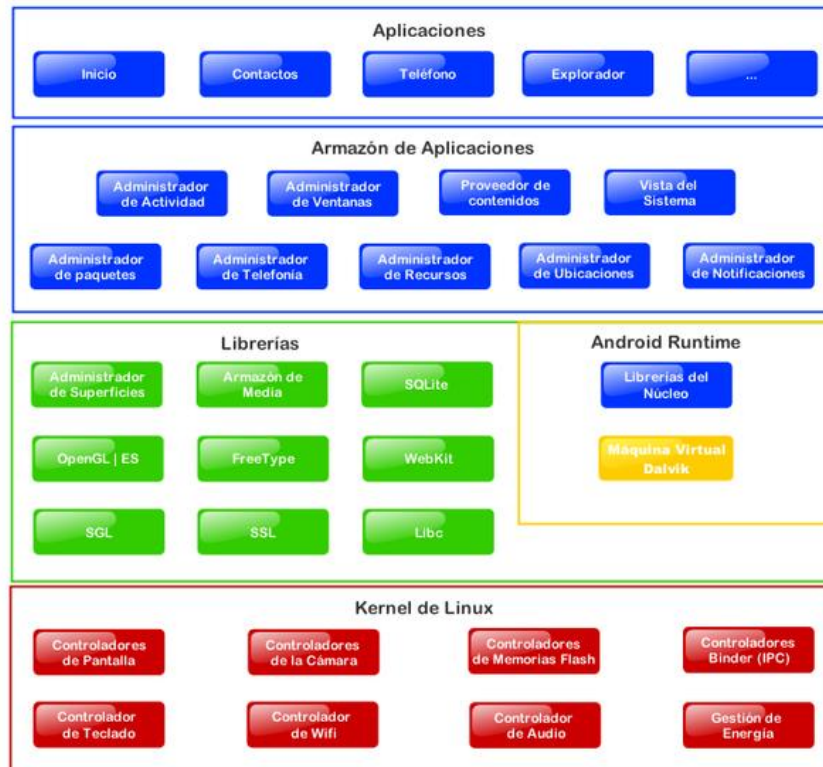 Aplicaciones
Inicio
Contactos
Teléfono
Explorador
...
Armazón de Aplicaciones
Administrador
de Actividad
Administrador
de Ventanas
Proveedor de
contenidos
Vista del
Sistema
Administrador
de paquetes
Administrador
de Telefonía
Administrador
de Recursos
Administrador
de Ubicaciones
Administrador
de Notificaciones
Librerías
Administrador
de Superficies
Armazón de
Media
SQLite
OpenGL | ES
FreeType
WebKit
SGL
SSL
Libc
Android Runtime
Librerías del
Núcleo
Máquina Virtual
Dalvik
Kernel de Linux
Controladores
de Pantalla
Controladores
de la Cámara
Controladores
de Memorias Flash
Controladores
Binder (IPC)
Controlador
de Teclado
Controlador
de Wifi
Controlador
de Audio
Gestión de
Energía